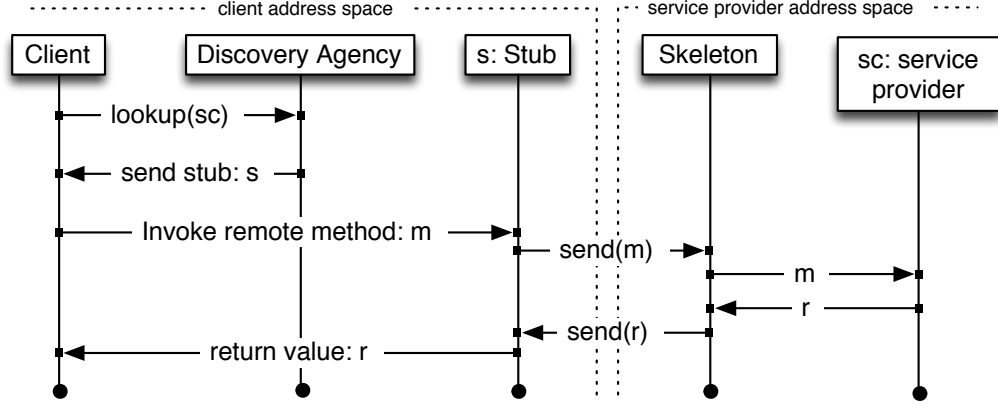 client address space
service provider address space
Client
Discovery Agency
s: Stub
Skeleton
sc: service
provider
lookup(sc)
send stub: s
Invoke remote method: m
send(m)
m
r
send(r)
return value: r